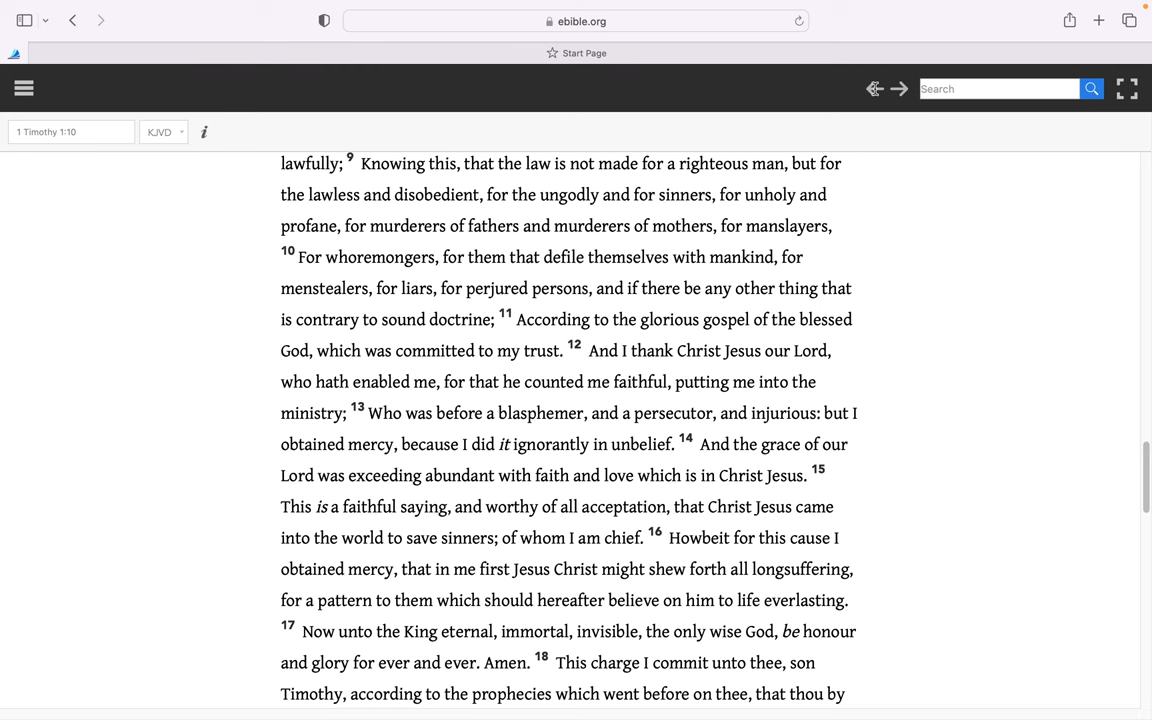 ebible.org
Start Page
Search
1 Timothy 1:10
KJVD
i
lawfully; 9 Knowing this, that the law is not made for a righteous man, but for
the lawless and disobedient, for the ungodly and for sinners, for unholy and
profane, for murderers of fathers and murderers of mothers, for manslayers,
10 For whoremongers, for them that defile themselves with mankind, for
menstealers, for liars, for perjured persons, and if there be any other thing that
is contrary to sound doctrine; 11 According to the glorious gospel of the blessed
God, which was committed to my trust. 12 And I thank Christ Jesus our Lord,
who hath enabled me, for that he counted me faithful, putting me into the
ministry; 13 Who was before a blasphemer, and a persecutor, and injurious: but I
obtained mercy, because I did it ignorantly in unbelief. 14 And the grace of our
Lord was exceeding abundant with faith and love which is in Christ Jesus. 15
This is a faithful saying, and worthy of all acceptation, that Christ Jesus came
into the world to save sinners; of whom I am chief. 16 Howbeit for this cause I
obtained mercy, that in me first Jesus Christ might shew forth all longsuffering,
for a pattern to them which should hereafter believe on him to life everlasting.
17 Now unto the King eternal, immortal, invisible, the only wise God, be honour
and glory for ever and ever. Amen. 18 This charge I commit unto thee, son
Timothy, according to the prophecies which went before on thee, that thou by